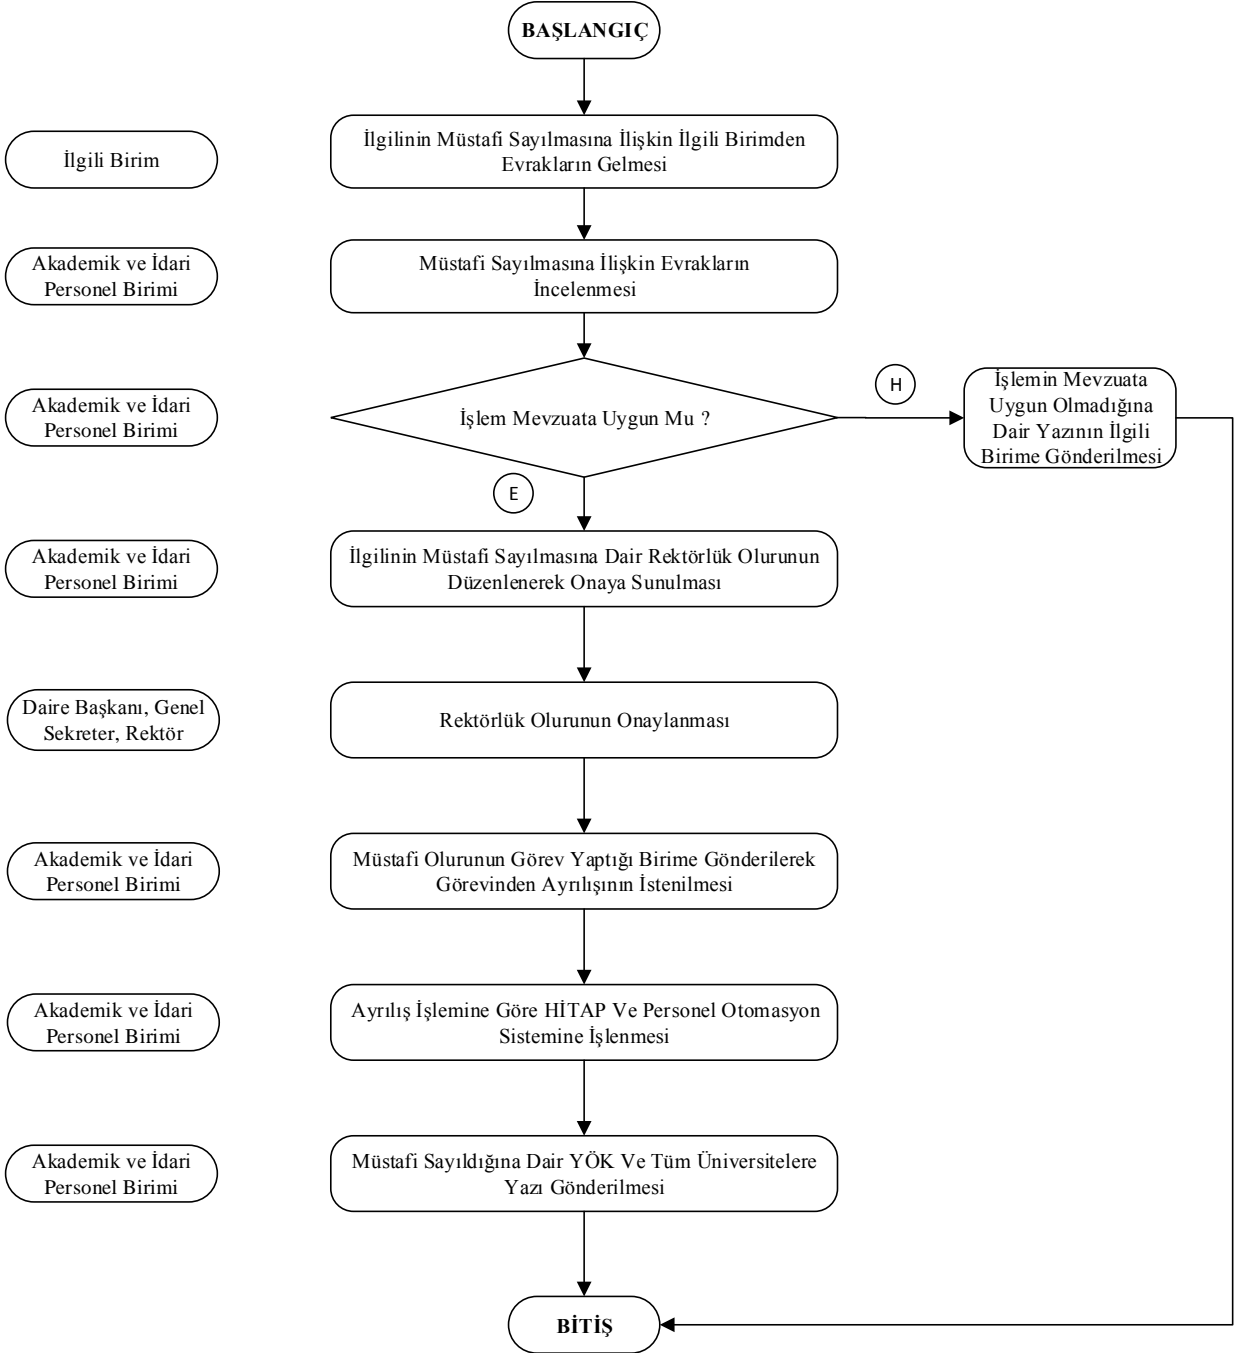 BAŞLANGIÇ
İlgili Birim
İlgilinin Müstafi Sayılmasına İlişkin İlgili Birimden
Evrakların Gelmesi
Akademik ve İdari
Personel Birimi
Müstafi Sayılmasına İlişkin Evrakların
İncelenmesi
Akademik ve İdari
Personel Birimi
İşlem Mevzuata Uygun Mu ?
H
İşlemin Mevzuata
Uygun Olmadığına
Dair Yazının İlgili
Birime Gönderilmesi
E
Akademik ve İdari
Personel Birimi
İlgilinin Müstafi Sayılmasına Dair Rektörlük Olurunun
Düzenlenerek Onaya Sunulması
Daire Başkanı, Genel
Sekreter, Rektör
Rektörlük Olurunun Onaylanması
Akademik ve İdari
Personel Birimi
Müstafi Olurunun Görev Yaptığı Birime Gönderilerek
Görevinden Ayrılışının İstenilmesi
Akademik ve İdari
Personel Birimi
Ayrılış İşlemine Göre HİTAP Ve Personel Otomasyon
Sistemine İşlenmesi
Akademik ve İdari
Personel Birimi
Müstafi Sayıldığına Dair YÖK Ve Tüm Üniversitelere
Yazı Gönderilmesi
BİTİŞ